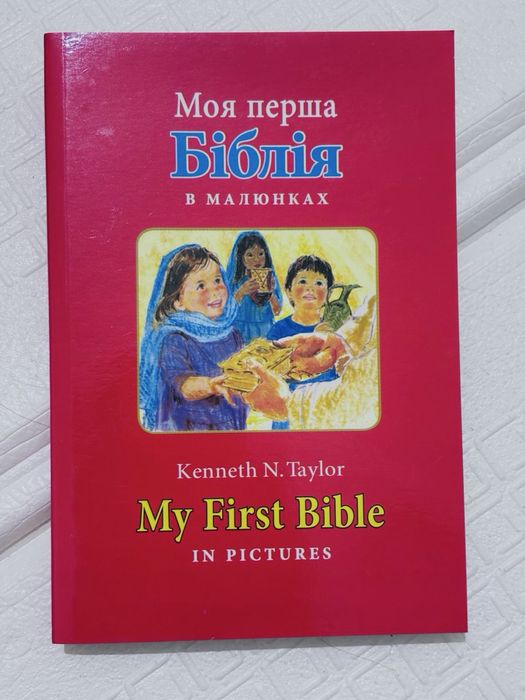 Моя перша
Біблія
В МАЛЮНКАХ
Kenneth N. Taylor
My First Bible
IN PICTURES